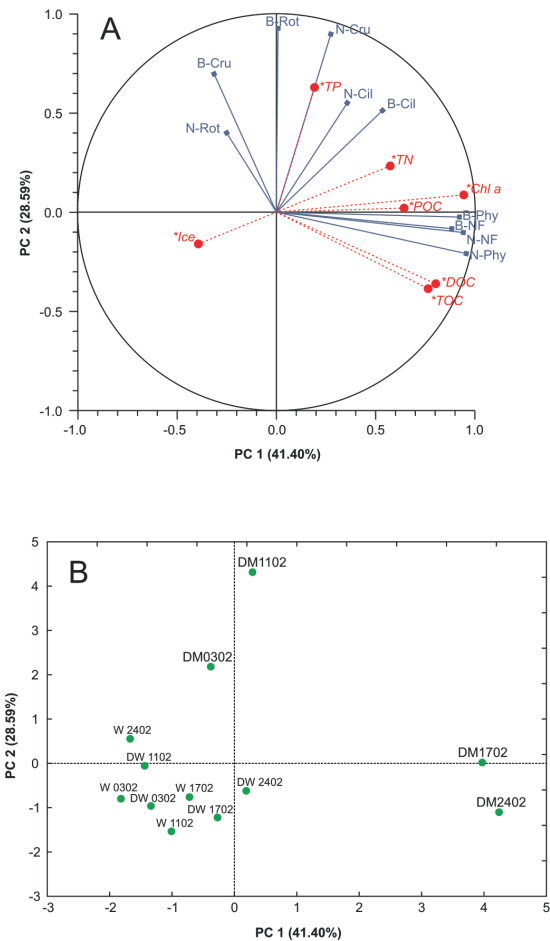 A
1.0
0.5
0.0
-0.5
-1.0
PC 2 (28.59%)
B-Rot
N-Cru
B-Cru
*TP
N-Cil
B-Cil
N-Rot
*TN
*Chl a
*POC
B-Phy
B-NF
*Ice
N-NF
N-Phy
*DOC
*TOC
-1.0 -0.5 0.0 0.5 1.0
PC 1 (41.40%)
B
5
4
3
2
1
0
-1
-2
-3
PC 2 (28.59%)
DM1102
DM0302
W 2402
DW 1102
DM1702
W 0302
W 1702
DW 2402
DW 0302
DW 1702
DM2402
W 1102
-3 -2 -1 0 1 2 3 4 5
PC 1 (41.40%)